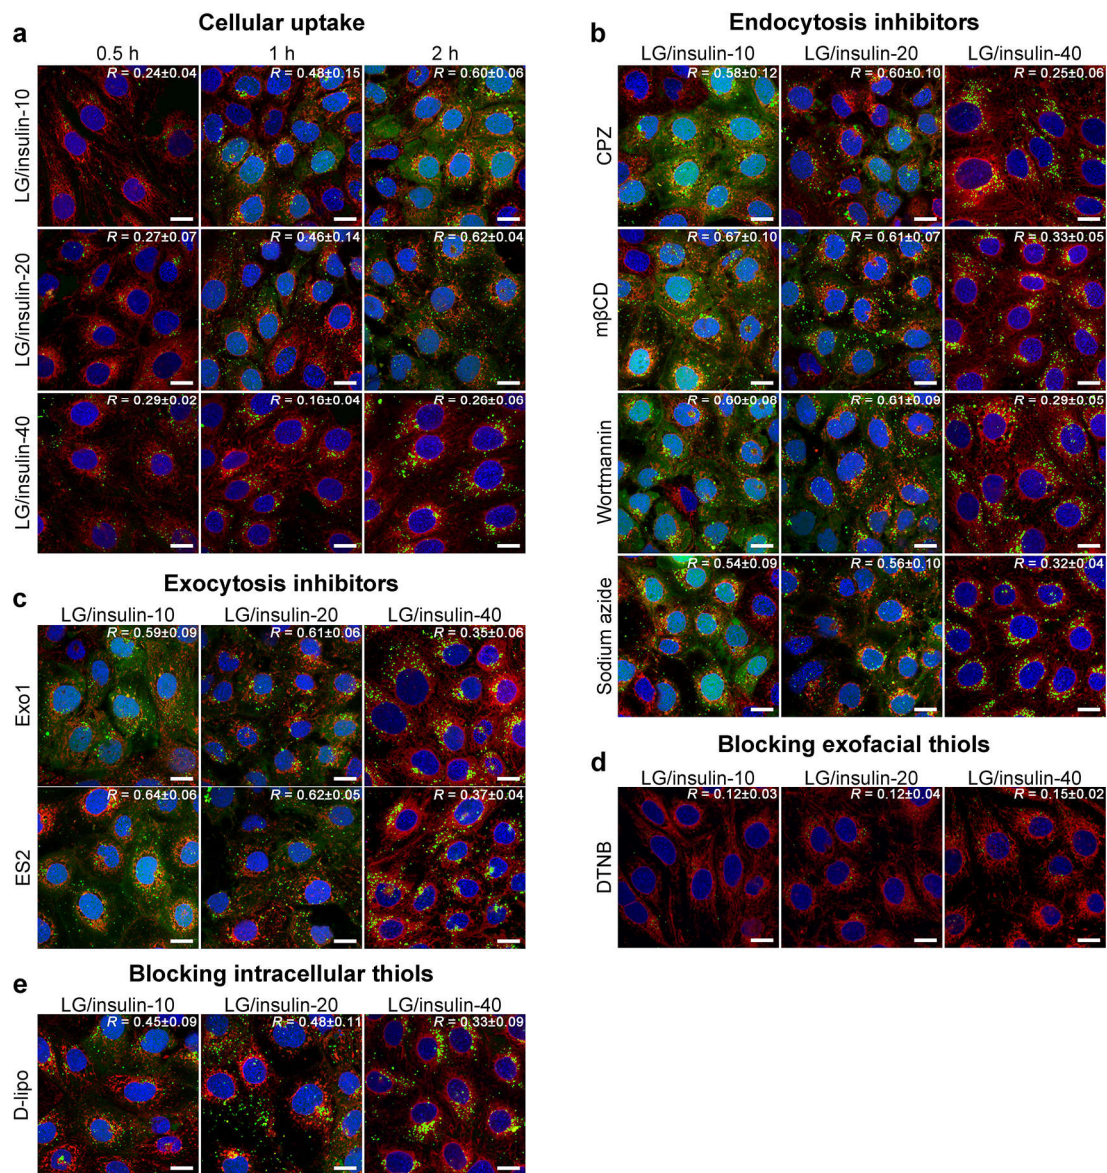 a
Cellular uptake
0.5 h
1 h
2 h
LG/insulin-10
R = 0.24±0.04
R = 0.48±0.15
R = 0.60±0.06
LG/insulin-20
R = 0.27±0.07
R = 0.46±0.14
R = 0.62±0.04
LG/insulin-40
R = 0.29±0.02
R = 0.16±0.04
R = 0.26±0.06
b
Endocytosis inhibitors
LG/insulin-10
LG/insulin-20
LG/insulin-40
CPZ
R = 0.58±0.12
R = 0.60±0.10
R = 0.25±0.06
mβCD
R = 0.67±0.10
R = 0.61±0.07
R = 0.33±0.05
Wortmannin
R = 0.60±0.08
R = 0.61±0.09
R = 0.29±0.05
Sodium azide
R = 0.54±0.09
R = 0.56±0.10
R = 0.32±0.04
c
Exocytosis inhibitors
LG/insulin-10
LG/insulin-20
LG/insulin-40
Exo1
R = 0.59±0.09
R = 0.61±0.06
R = 0.35±0.06
ES2
R = 0.64±0.06
R = 0.62±0.05
R = 0.37±0.04
d
Blocking exofacial thiols
LG/insulin-10
LG/insulin-20
LG/insulin-40
DTNB
R = 0.12±0.03
R = 0.12±0.04
R = 0.15±0.02
e
Blocking intracellular thiols
LG/insulin-10
LG/insulin-20
LG/insulin-40
D-lipo
R = 0.45±0.09
R = 0.48±0.11
R = 0.33±0.09